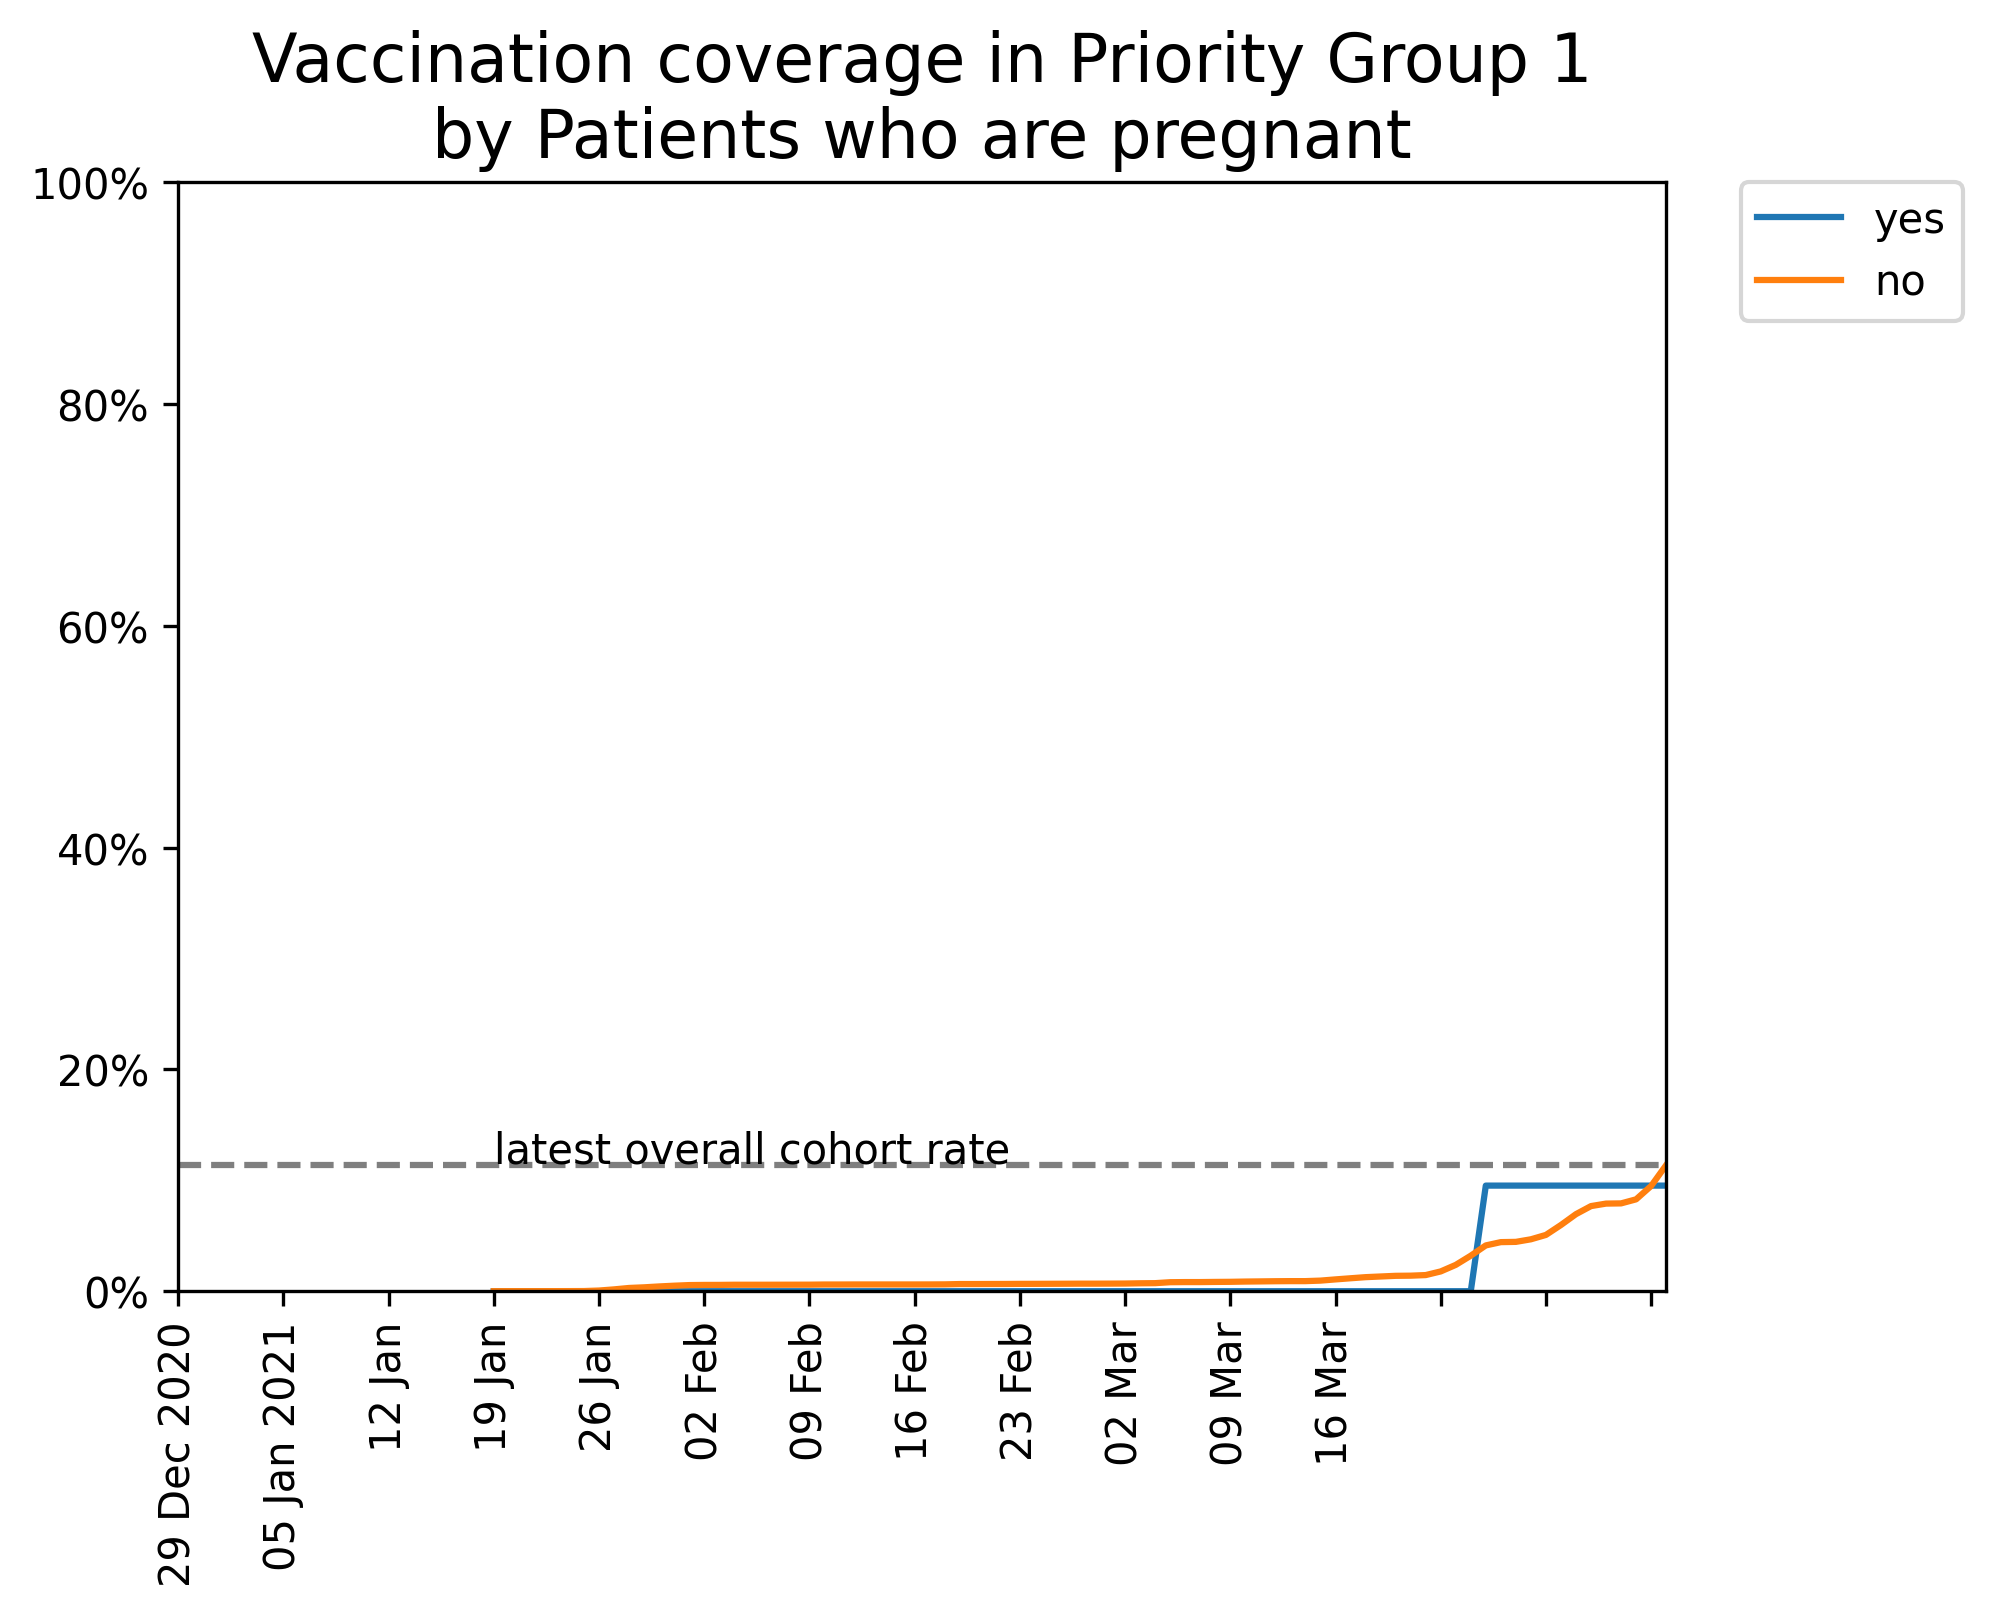 Vaccination coverage in Priority Group 1
by Patients who are pregnant
100%
80%
60%
40%
20%
0%
latest overall cohort rate
yes
no
29 Dec 2020
05 Jan 2021
12 Jan
19 Jan
26 Jan
02 Feb
09 Feb
16 Feb
23 Feb
02 Mar
09 Mar
16 Mar